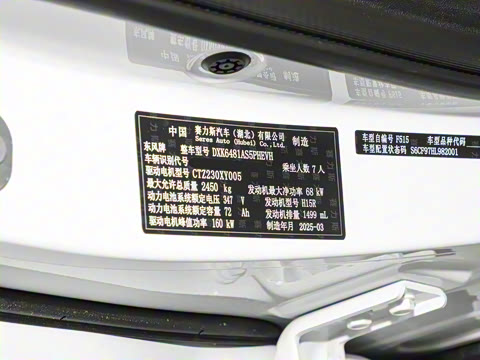 中国 赛力斯汽车(湖北)有限公司 制造
Seres Auto (Hubei) Co.,Ltd.
东风牌 整车型号 DXK6481AS5PHEVH
车辆识别代号 乘坐人数 7 人
驱动电机型号 CTZ230XY005
最大允许总质量 2450 kg 发动机最大净功率 68 kW
动力电池系统额定电压 347 V 发动机型号 H15R
动力电池系统额定容量 72 Ah 发动机排量 1499 mL
驱动电机峰值功率 160 kW 制造年月 2025-03
车型自编号 F515 车型品种代码
车型配置状态码 S6CF97HL982001